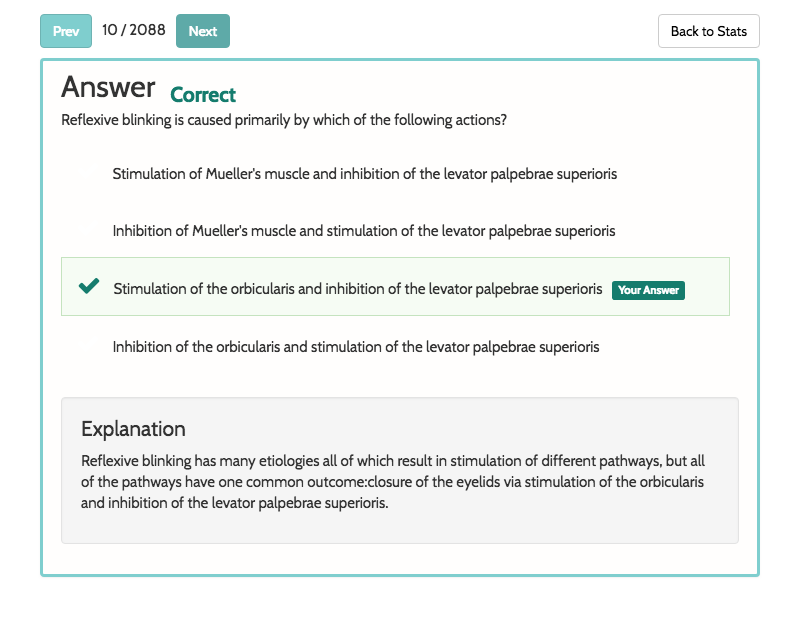 Prev 10 / 2088 Next Back to Stats
Answer Correct
Reflexive blinking is caused primarily by which of the following actions?
Stimulation of Mueller's muscle and inhibition of the levator palpebrae superioris
Inhibition of Mueller's muscle and stimulation of the levator palpebrae superioris
Stimulation of the orbicularis and inhibition of the levator palpebrae superioris Your Answer
Inhibition of the orbicularis and stimulation of the levator palpebrae superioris
Explanation
Reflexive blinking has many etiologies all of which result in stimulation of different pathways, but all
of the pathways have one common outcome:closure of the eyelids via stimulation of the orbicularis
and inhibition of the levator palpebrae superioris.